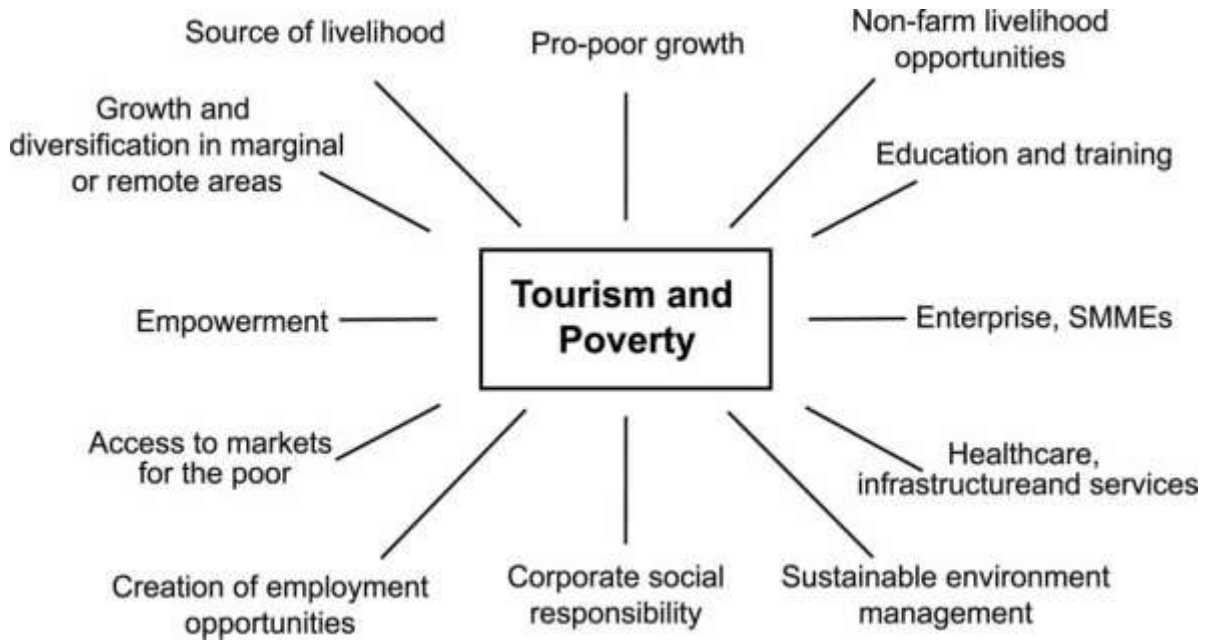 Source of livelihood
Pro-poor growth
Non-farm livelihood
opportunities
Growth and
diversification in marginal
or remote areas
Education and training
Tourism and
Poverty
Empowerment
Enterprise, SMMEs
Access to markets
for the poor
Healthcare,
infrastructureand services
Creation of employment
opportunities
Corporate social
responsibility
Sustainable environment
management